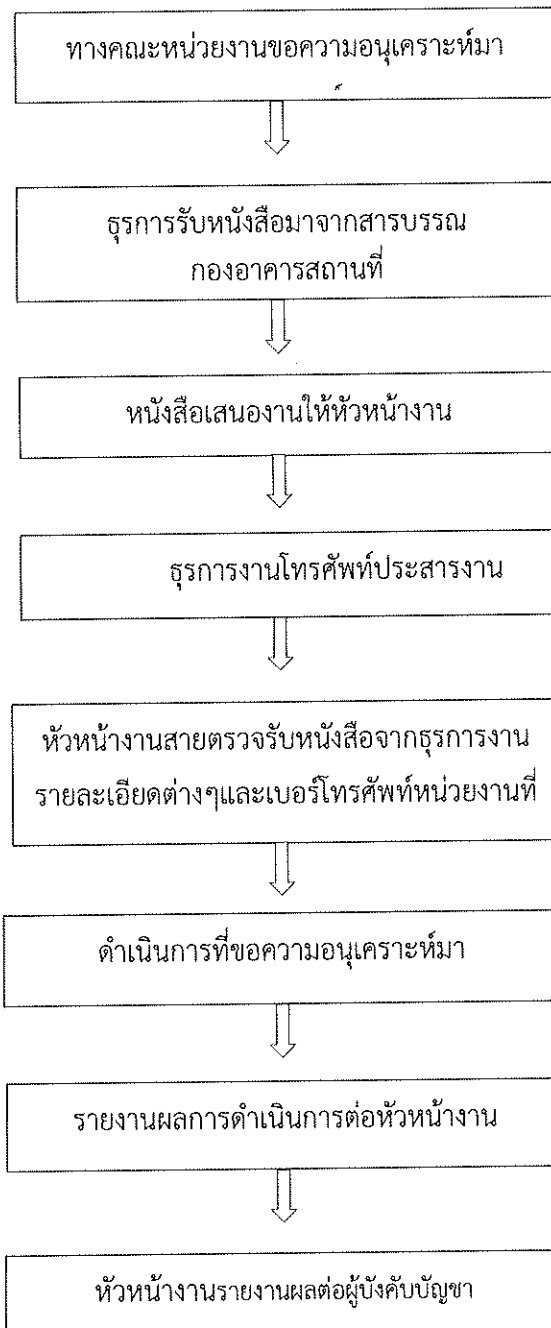 ทางคณะหน่วยงานขอความอนุเคราะห์มา
ธุรการรับหนังสือมาจากสารบรรณ
กองอาคารสถานที่
หนังสือเสนองานให้หัวหน้างาน
ธุรการงานโทรศัพท์ประสารงาน
หัวหน้างานสายตรวจรับหนังสือจากธุรการงาน
รายละเอียดต่างๆและเบอร์โทรศัพท์หน่วยงานที่
ดำเนินการที่ขอความอนุเคราะห์มา
รายงานผลการดำเนินการต่อหัวหน้างาน
หัวหน้างานรายงานผลต่อผู้บังคับบัญชา